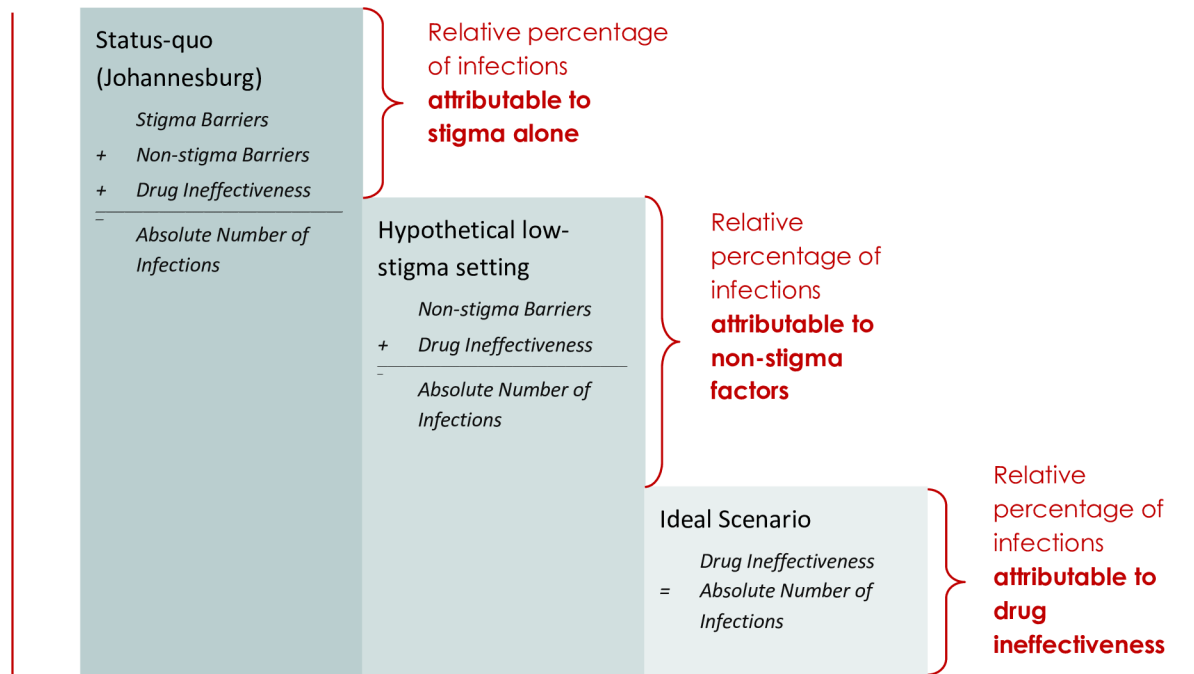 Status-quo
(Johannesburg)
Stigma Barriers
+ Non-stigma Barriers
+ Drug Ineffectiveness
=
Absolute Number of
Infections
Relative percentage
of infections
attributable to
stigma alone
Hypothetical low-
stigma setting
Non-stigma Barriers
+ Drug Ineffectiveness
=
Absolute Number of
Infections
Relative
percentage of
infections
attributable to
non-stigma
factors
Ideal Scenario
Drug Ineffectiveness
= Absolute Number of
Infections
Relative
percentage of
infections
attributable to
drug
ineffectiveness